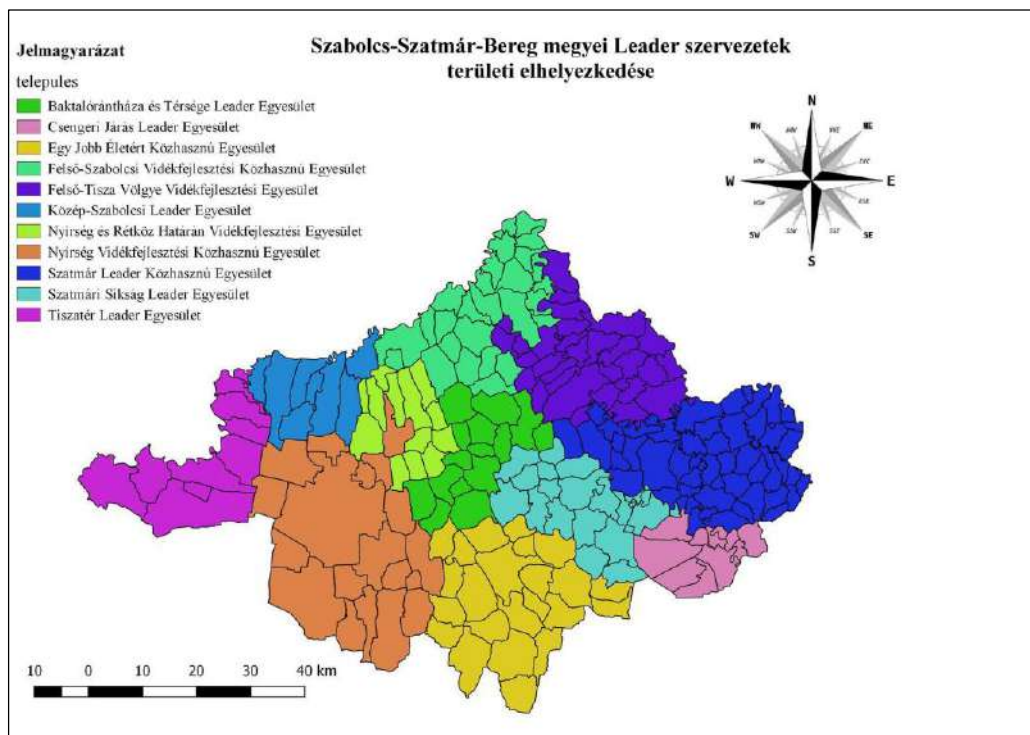 Szabolcs-Szatmár-Bereg megyei Leader szervezetek
területi elhelyezkedése
Jelmagyarázat
telepules
Baktalórántháza és Térsége Leader Egyesület
Csengeri Járás Leader Egyesület
Egy Jobb Életért Közhasznú Egyesület
Felső-Szabolcsi Vidékfejlesztési Közhasznú Egyesület
Felső-Tisza Völgye Vidékfejlesztési Egyesület
Közép-Szabolcsi Leader Egyesület
Nyírség és Rétköz Határán Vidékfejlesztési Egyesület
Nyírség Vidékfejlesztési Közhasznú Egyesület
Szatmár Leader Közhasznú Egyesület
Szatmári Síkság Leader Egyesület
Tiszatér Leader Egyesület
N
NW NE
W E
SW SE
S
10 0 10 20 30 40 km